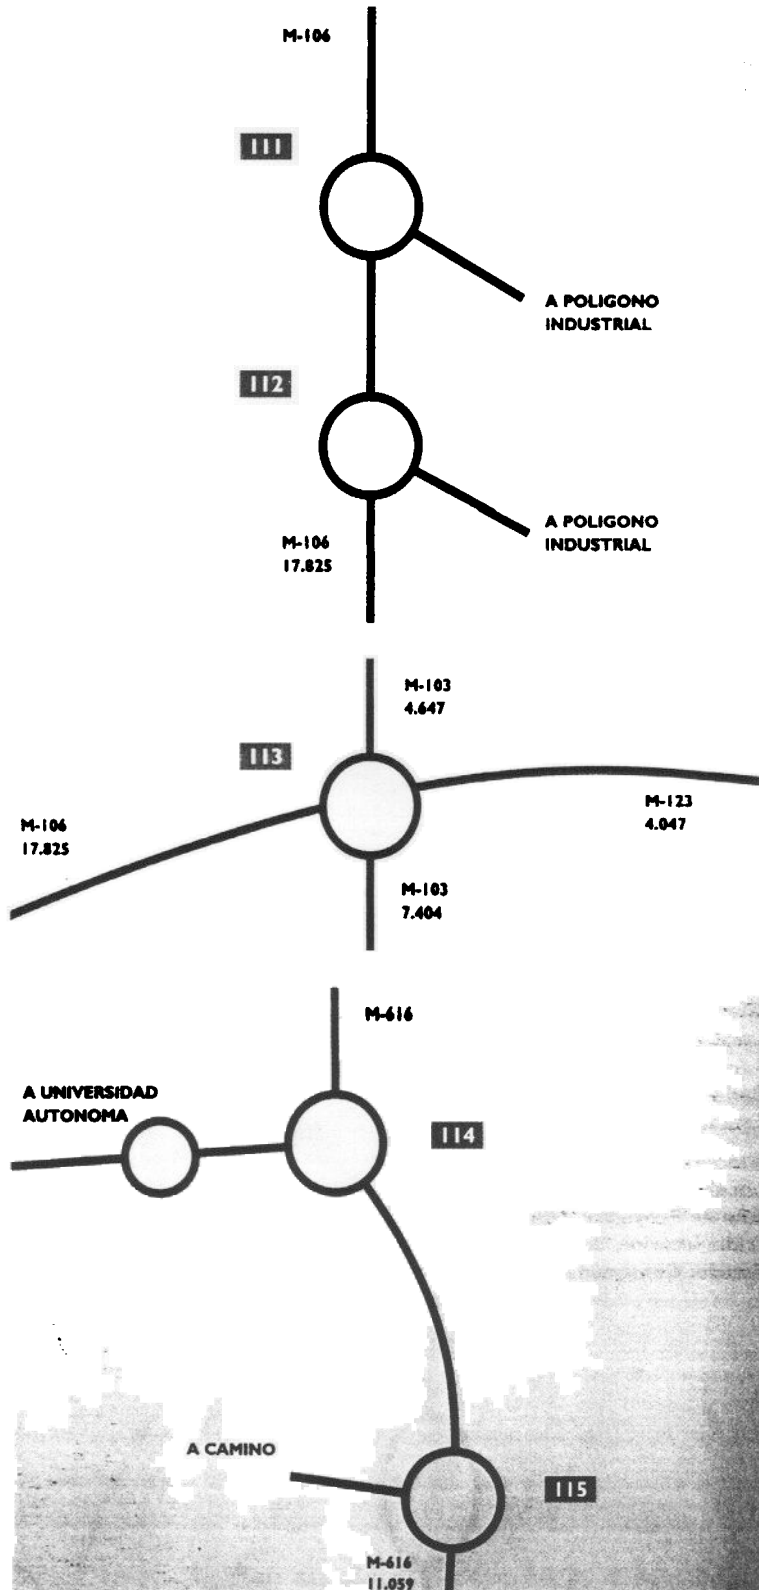 M-106
111
A POLIGONO
INDUSTRIAL
112
A POLIGONO
INDUSTRIAL
M-106
17.825
M-103
4.647
113
M-123
4.047
M-106
17.825
M-103
7.404
M-616
A UNIVERSIDAD
AUTONOMA
114
A CAMINO
115
M-616
11.059